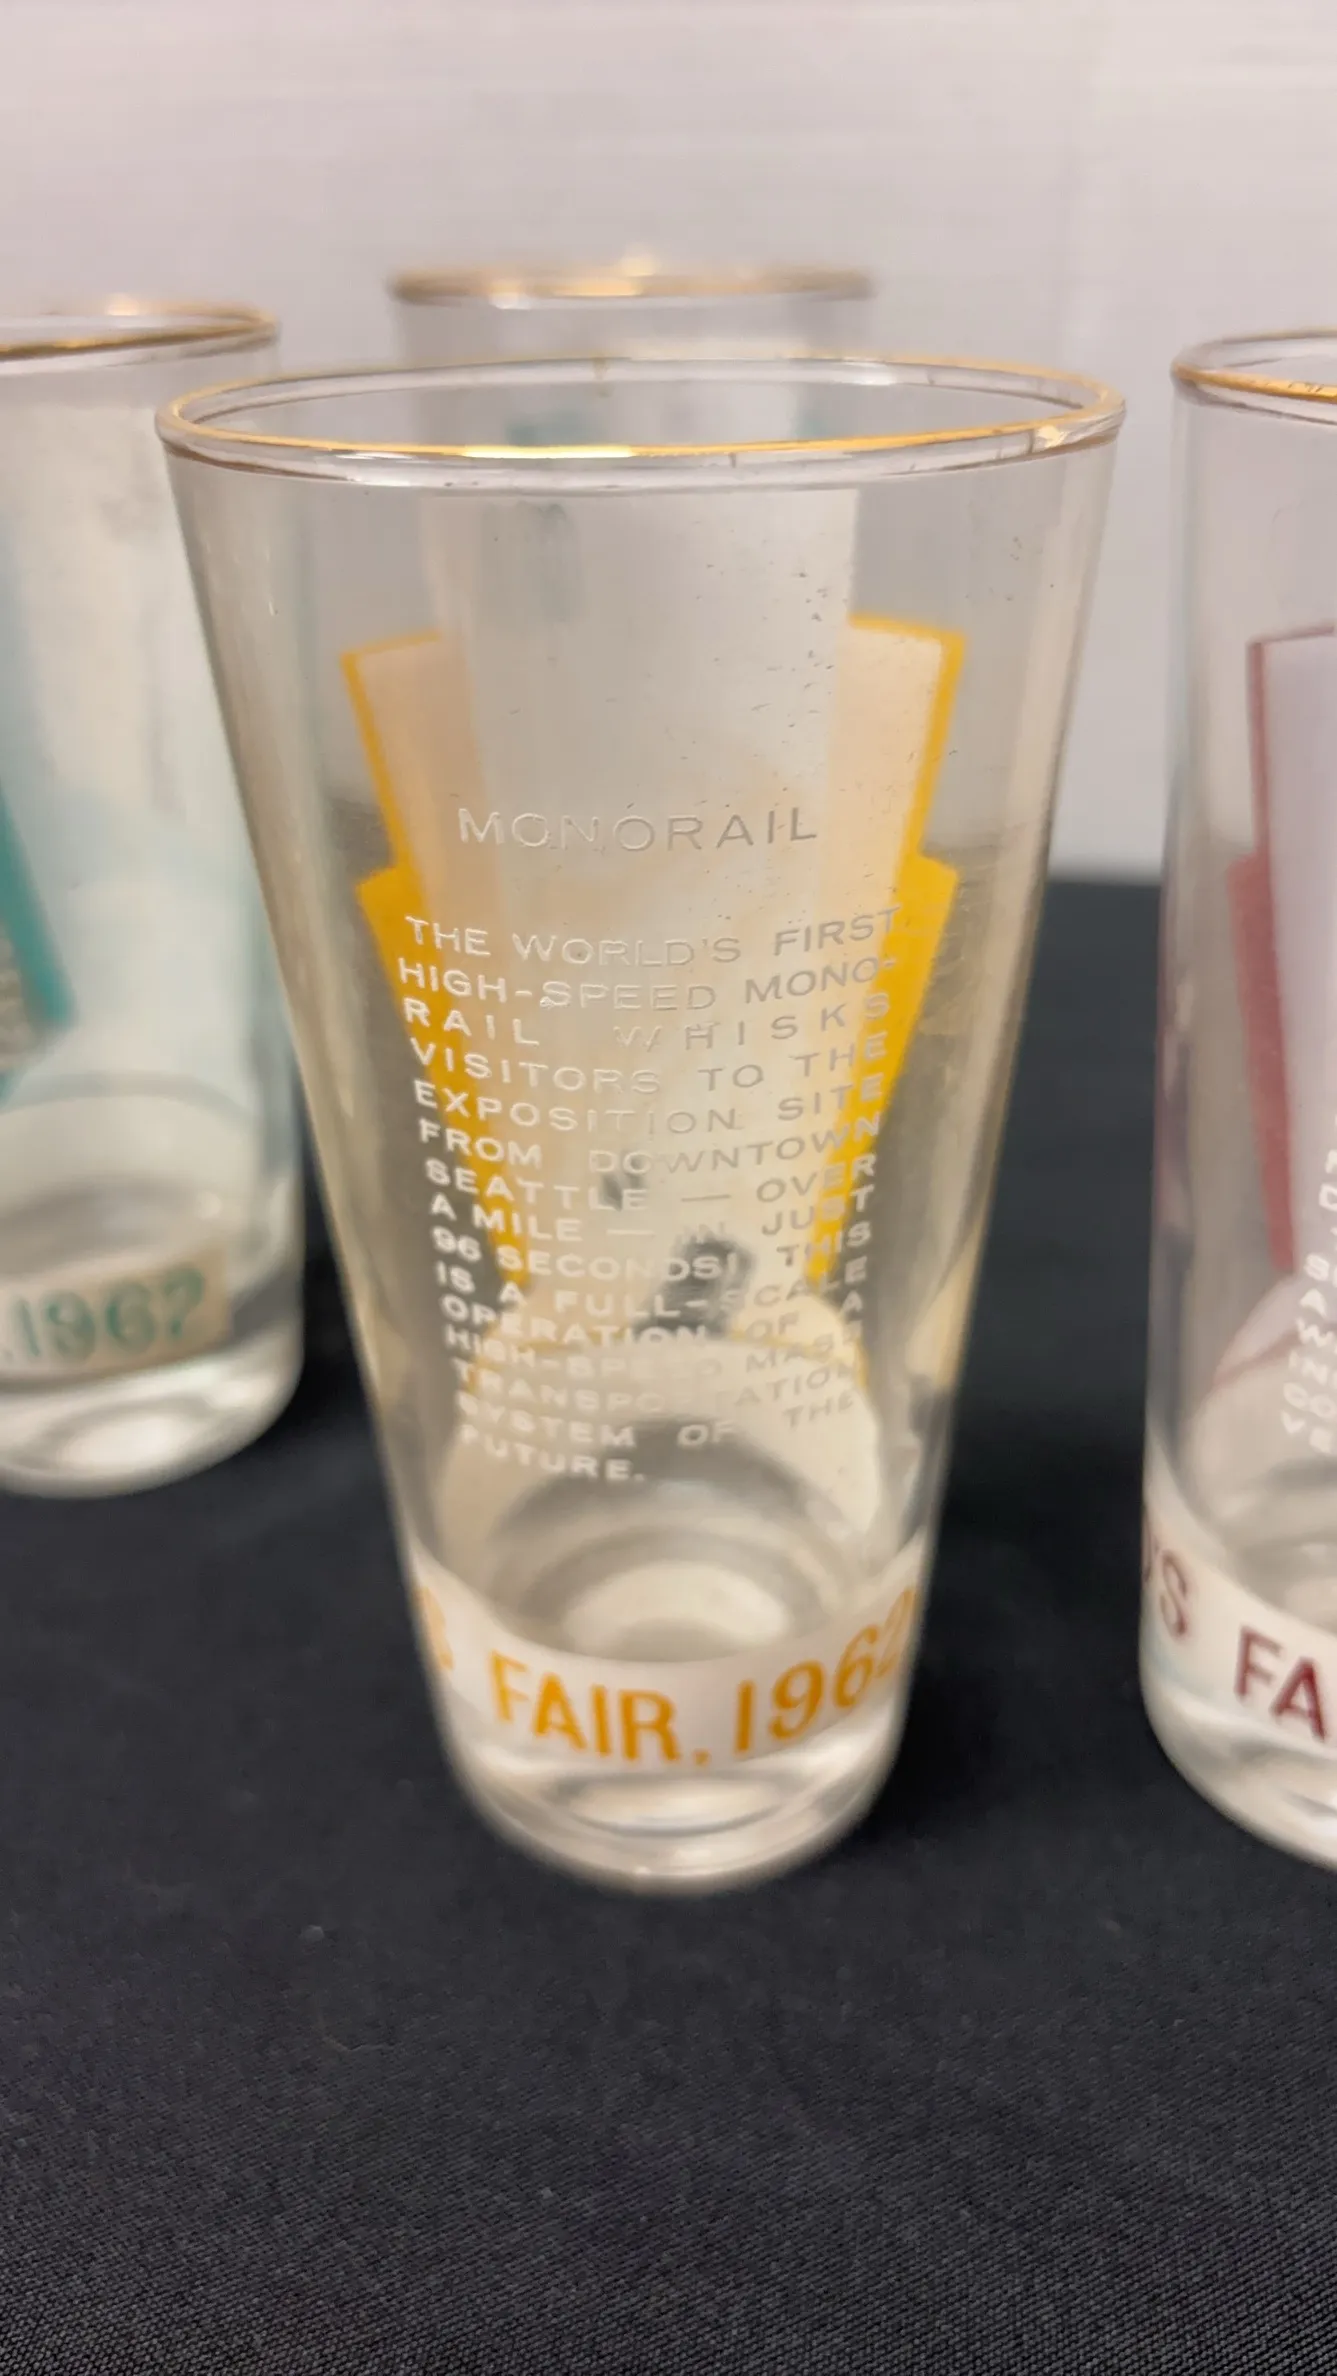 MONORAIL
THE WORLD'S FIRST
HIGH-SPEED MONO-
RAIL WHISKS
VISITORS TO THE
EXPOSITION SITE
FROM DOWNTOWN
SEATTLE — OVER
A MILE — IN JUST
96 SECONDS! THIS
IS A FULL-SCALE
OPERATION OF A
HIGH-SPEED MASS
TRANSPORTATION
SYSTEM OF THE
FUTURE.
FAIR, 1962
.1962
'S FA